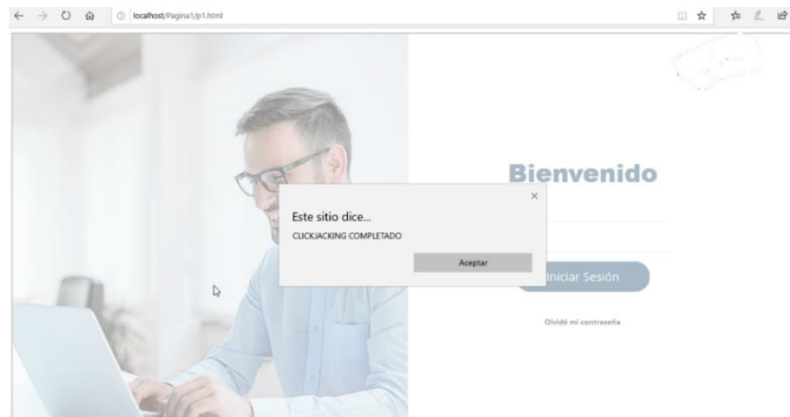 localhost/Pagina1/p1.html
Bienvenido
Este sitio dice...
CLICKJACKING COMPLETADO
Aceptar
Iniciar Sesión
Olvidé mi contraseña